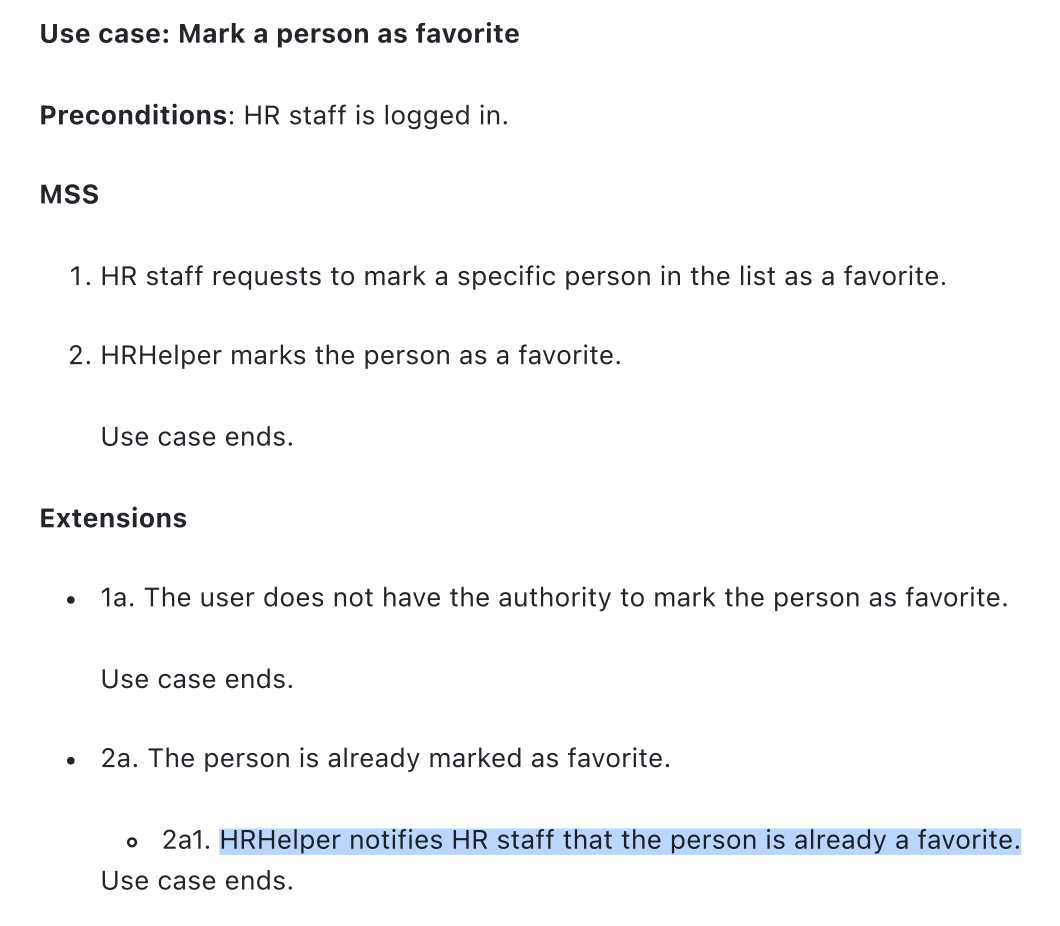 Use case: Mark a person as favorite
Preconditions: HR staff is logged in.
MSS
1. HR staff requests to mark a specific person in the list as a favorite.
2. HRHelper marks the person as a favorite.
Use case ends.
Extensions
• 1a. The user does not have the authority to mark the person as favorite.
Use case ends.
• 2a. The person is already marked as favorite.
◦ 2a1. HRHelper notifies HR staff that the person is already a favorite.
Use case ends.